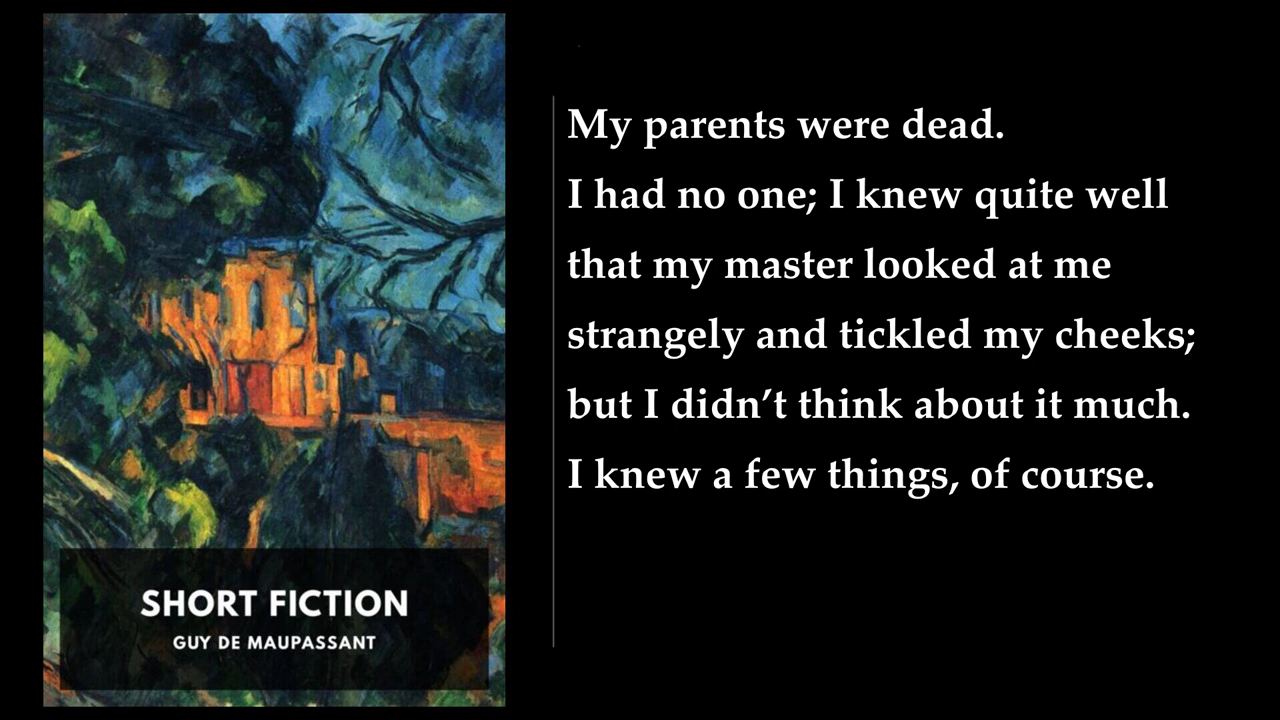 SHORT FICTION
GUY DE MAUPASSANT
My parents were dead.
I had no one; I knew quite well
that my master looked at me
strangely and tickled my cheeks;
but I didn’t think about it much.
I knew a few things, of course.